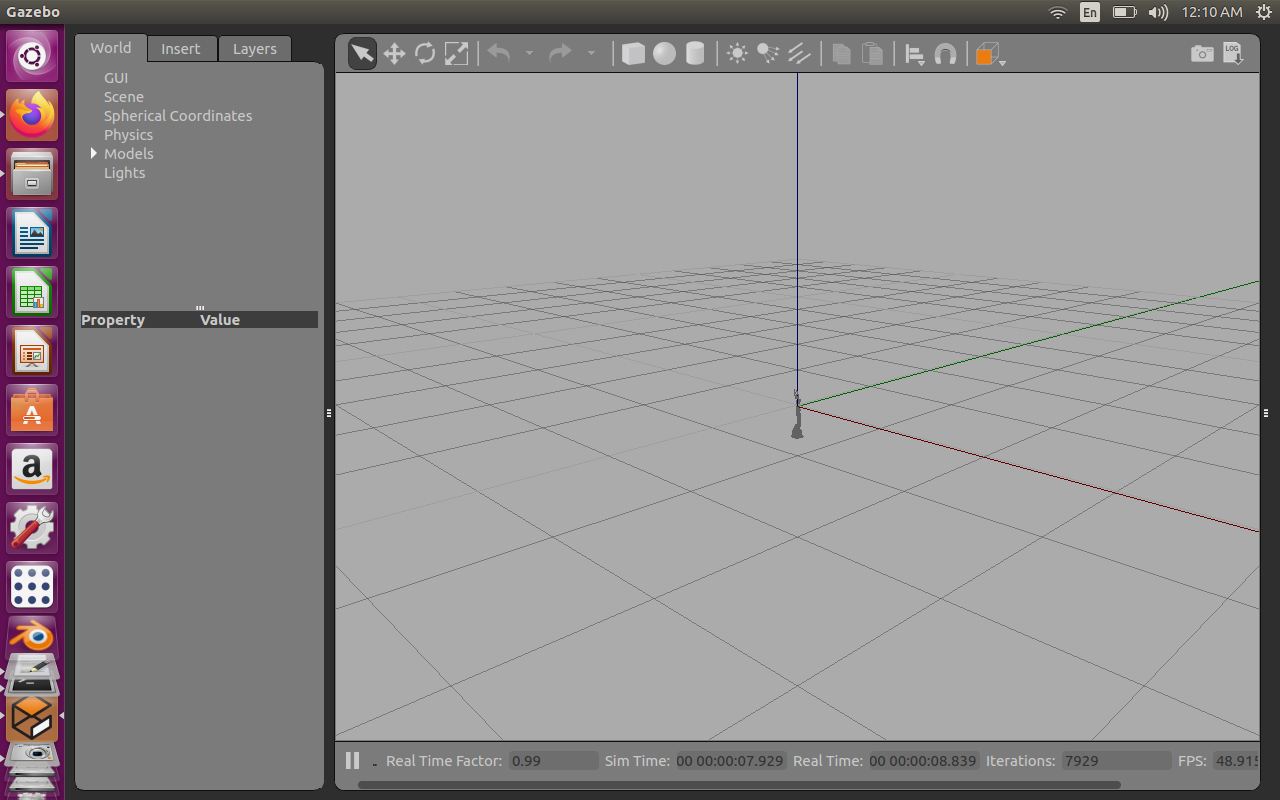 Gazebo
En
12:10 AM
World
Insert
Layers
LOG
GUI
Scene
Spherical Coordinates
Physics
Models
Lights
Property
Value
Real Time Factor: 0.99
Sim Time: 00 00:00:07.929
Real Time: 00 00:00:08.839
Iterations: 7929
FPS: 48.915